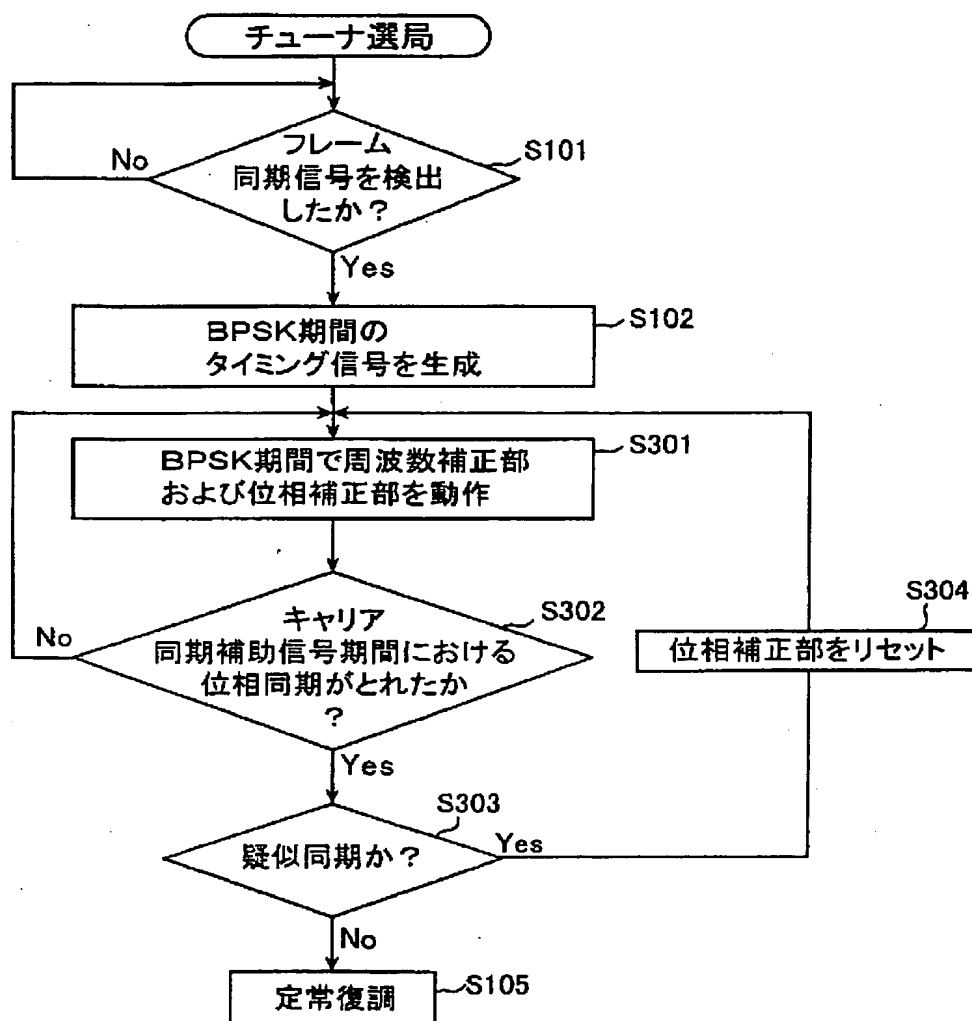 チューナ選局
フレーム
同期信号を検出
したか？
S101
No
Yes
BPSK期間の
タイミング信号を生成
S102
BPSK期間で周波数補正部
および位相補正部を動作
S301
キャリア
同期補助信号期間における
位相同期がとれたか
？
S302
No
Yes
S304
位相補正部をリセット
疑似同期か？
S303
Yes
No
定常復調
S105